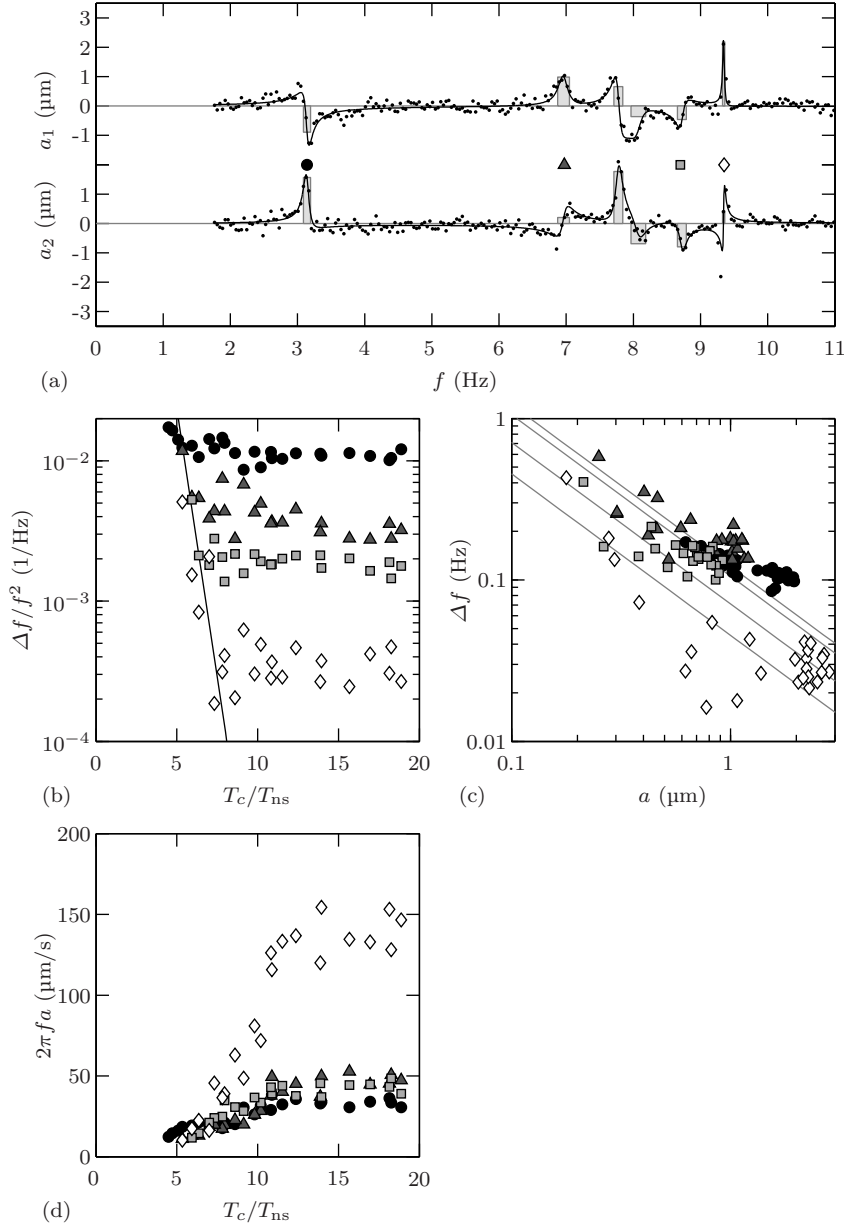 3
2
1
0
-1
a₁ (μm)
1
0
-1
-2
-3
a₂ (μm)
0 1 2 3 4 5 6 7 8 9 10 11
(a) f (Hz)
10⁻²
10⁻³
10⁻⁴
Δf/f² (1/Hz)
0 5 10 15 20
(b) T_c/T_ns
1
0.1
0.01
Δf (Hz)
0.1 1
(c) a (μm)
200
150
100
50
0
2πfa (μm/s)
0 5 10 15 20
(d) T_c/T_ns